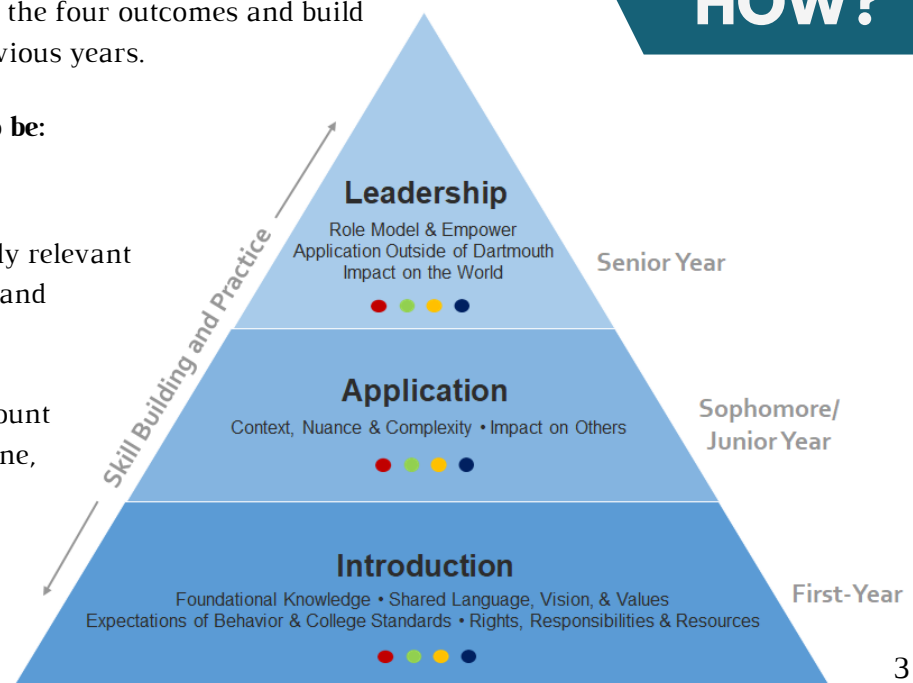 the four outcomes and build
vious years.
HOW?
be:
ly relevant
and
ount
ne,
Skill Building and Practice
Leadership
Role Model & Empower
Application Outside of Dartmouth
Impact on the World
Senior Year
Application
Context, Nuance & Complexity • Impact on Others
Sophomore/
Junior Year
Introduction
Foundational Knowledge • Shared Language, Vision, & Values
Expectations of Behavior & College Standards • Rights, Responsibilities & Resources
First-Year
3